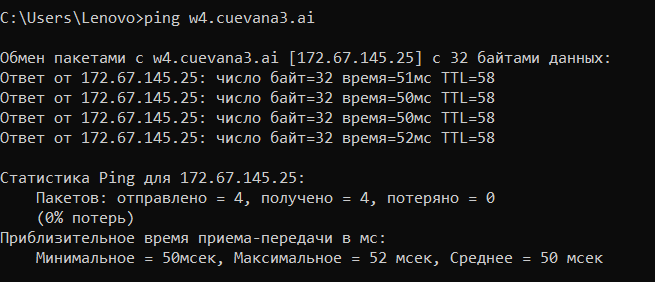 C:\Users\Lenovo>ping w4.cuevana3.ai
Обмен пакетами с w4.cuevana3.ai [172.67.145.25] с 32 байтами данных:
Ответ от 172.67.145.25: число байт=32 время=51мс TTL=58
Ответ от 172.67.145.25: число байт=32 время=50мс TTL=58
Ответ от 172.67.145.25: число байт=32 время=50мс TTL=58
Ответ от 172.67.145.25: число байт=32 время=52мс TTL=58
Статистика Ping для 172.67.145.25:
Пакетов: отправлено = 4, получено = 4, потеряно = 0
(0% потерь)
Приблизительное время приема-передачи в мс:
Минимальное = 50мсек, Максимальное = 52 мсек, Среднее = 50 мсек